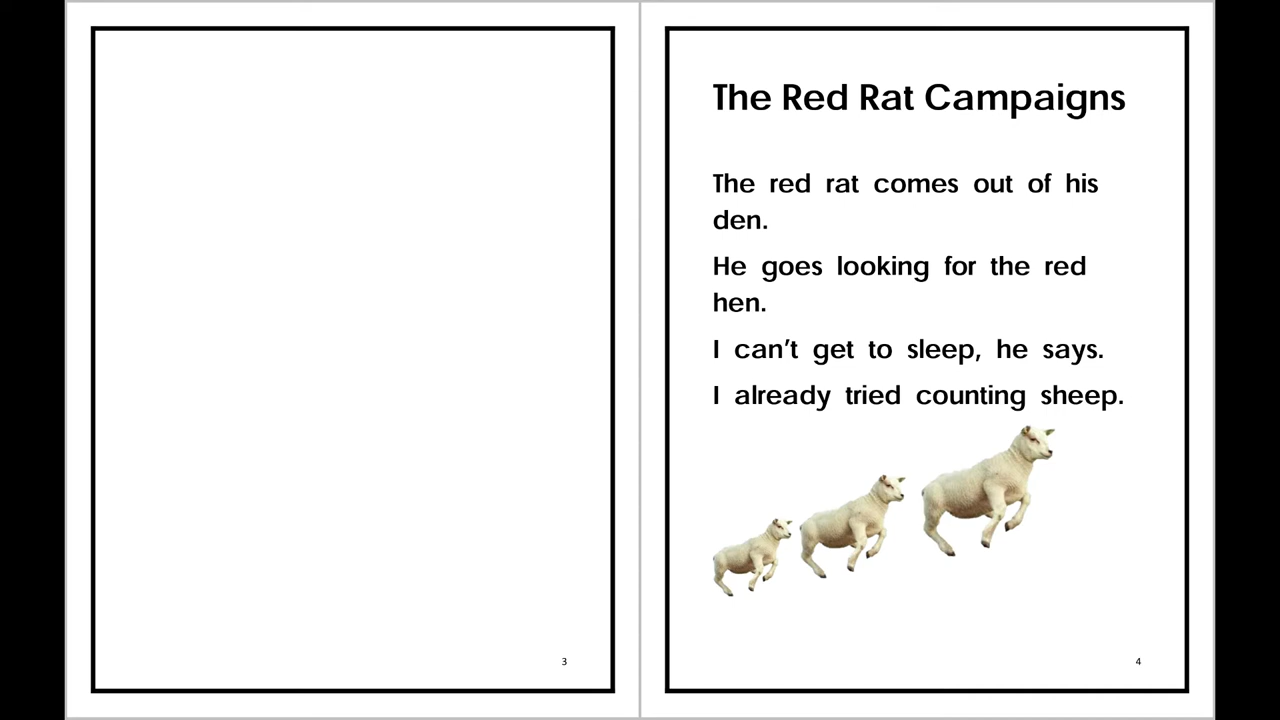 3
The Red Rat Campaigns
The red rat comes out of his
den.
He goes looking for the red
hen.
I can’t get to sleep, he says.
I already tried counting sheep.
4